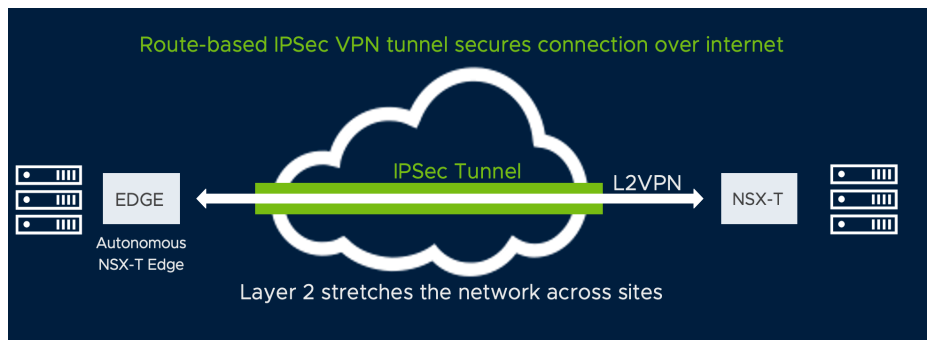 Route-based IPSec VPN tunnel secures connection over internet
IPSec Tunnel
L2VPN
EDGE
NSX-T
Autonomous
NSX-T Edge
Layer 2 stretches the network across sites